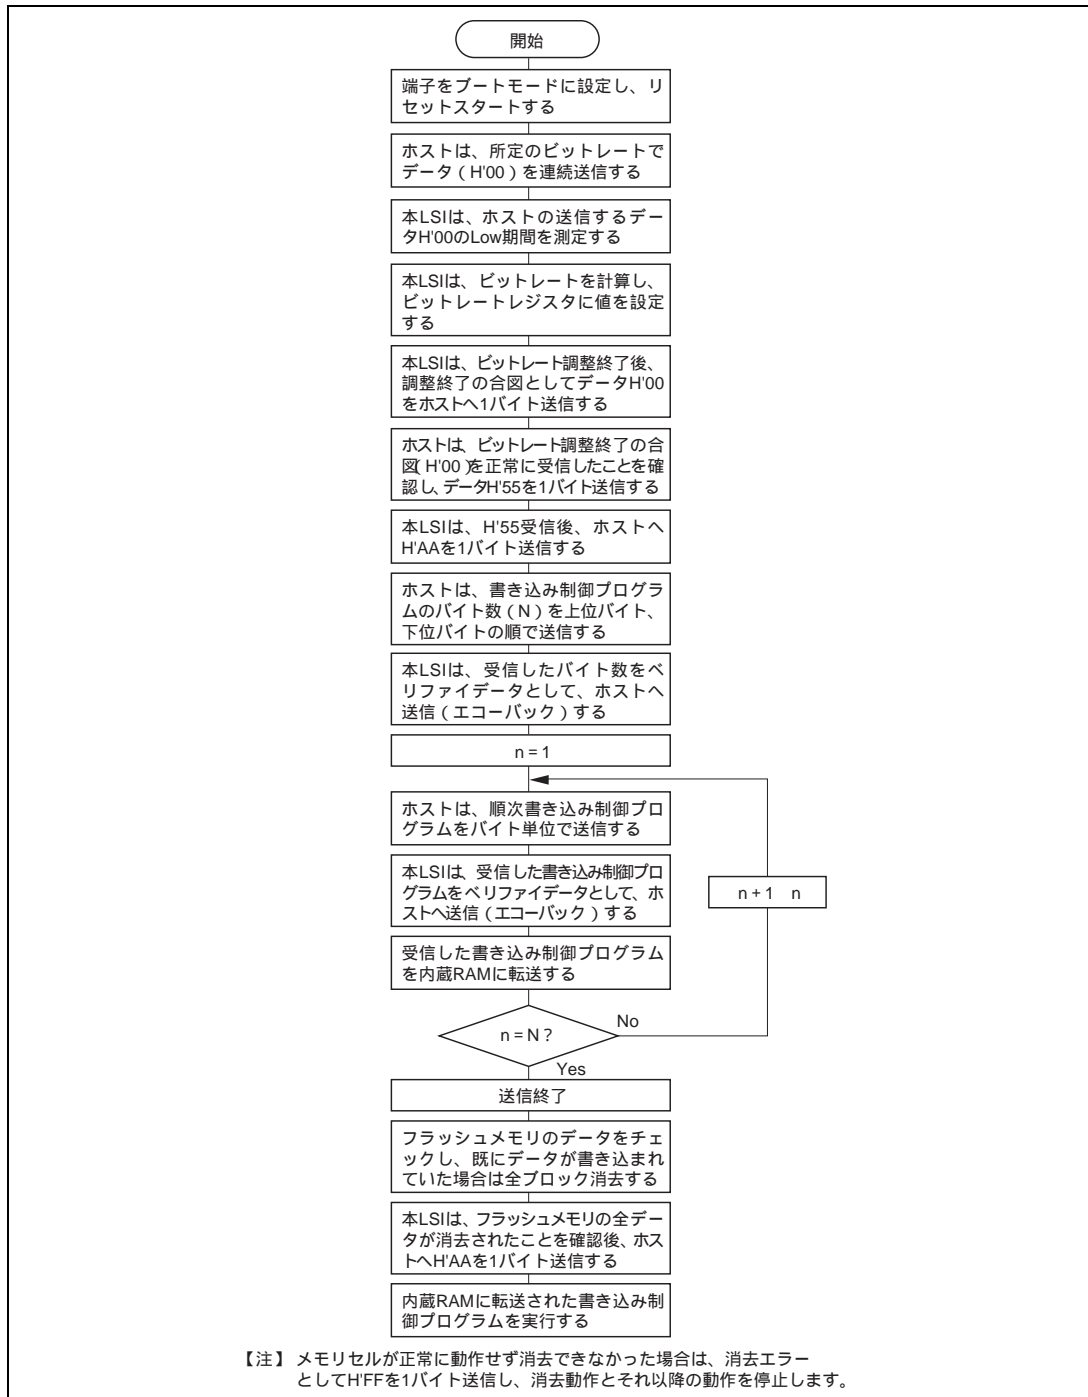 開始
端子をブートモードに設定し、リ
セットスタートする
ホストは、所定のビットレートで
データ（H'00）を連続送信する
本LSIは、ホストの送信するデー
タH'00のLow期間を測定する
本LSIは、ビットレートを計算し、
ビットレートレジスタに値を設定
する
本LSIは、ビットレート調整終了後、
調整終了の合図としてデータH'00
をホストへ1バイト送信する
ホストは、ビットレート調整終了の合
図（H'00）を正常に受信したことを確
認し、データH'55を1バイト送信する
本LSIは、H'55受信後、ホストへ
H'AAを1バイト送信する
ホストは、書き込み制御プログラ
ムのバイト数（N）を上位バイト、
下位バイトの順で送信する
本LSIは、受信したバイト数をベ
リファイデータとして、ホストへ
送信（エコーバック）する
n = 1
ホストは、順次書き込み制御プロ
グラムをバイト単位で送信する
本LSIは、受信した書き込み制御プロ
グラムをベリファイデータとして、ホ
ストへ送信（エコーバック）する
n + 1 n
受信した書き込み制御プログラム
を内蔵RAMに転送する
n = N？
No
Yes
送信終了
フラッシュメモリのデータをチェ
ックし、既にデータが書き込まれ
ていた場合は全ブロック消去する
本LSIは、フラッシュメモリの全デー
タが消去されたことを確認後、ホス
トへH'AAを1バイト送信する
内蔵RAMに転送された書き込み制
御プログラムを実行する
【注】 メモリセルが正常に動作せず消去できなかった場合は、消去エラー
としてH'FFを1バイト送信し、消去動作とそれ以降の動作を停止します。